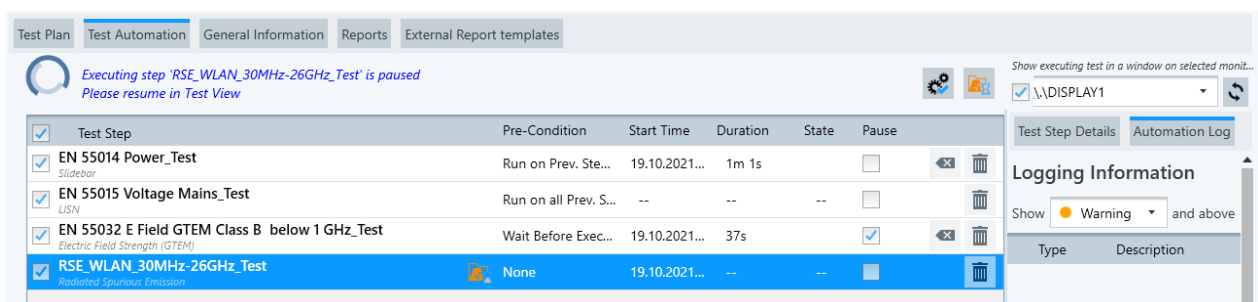 Test Plan Test Automation General Information Reports External Report templates
Executing step 'RSE_WLAN_30MHz-26GHz_Test' is paused
Please resume in Test View
Show executing test in a window on selected monit...
\\.\DISPLAY1
Test Step Pre-Condition Start Time Duration State Pause
EN 55014 Power_Test Run on Prev. Ste... 19.10.2021... 1m 1s
Slidebar
EN 55015 Voltage Mains_Test Run on all Prev. S... -- -- --
LISN
EN 55032 E Field GTEM Class B below 1 GHz_Test Wait Before Exec... 19.10.2021... 37s
Electric Field Strength (GTEM)
RSE_WLAN_30MHz-26GHz_Test None 19.10.2021... -- --
Radiated Spurious Emission
Test Step Details Automation Log
Logging Information
Show Warning and above
Type Description